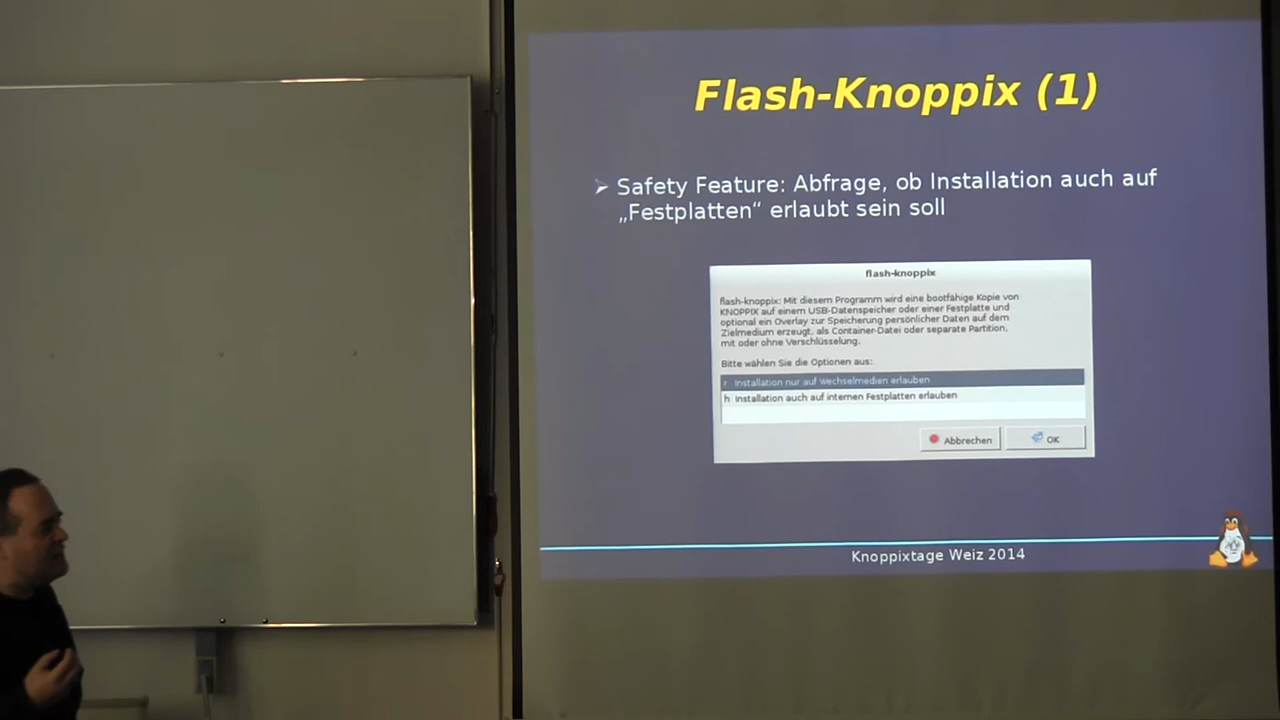 Flash-Knoppix (1)
Safety Feature: Abfrage, ob Installation auch auf
„Festplatten“ erlaubt sein soll
flash-knoppix
flash-knoppix: Mit diesem Programm wird eine bootfähige Kopie von
KNOPPIX auf einem USB-Datenspeicher oder einer Festplatte und
optional ein Overlay zur Speicherung persönlicher Daten auf dem
Zielmedium erzeugt, als Container-Datei oder separate Partition,
mit oder ohne Verschlüsselung.
Bitte wählen Sie die Optionen aus:
r Installation nur auf Wechselmedien erlauben
h Installation auch auf internen Festplatten erlauben
Abbrechen
OK
Knoppixtage Weiz 2014